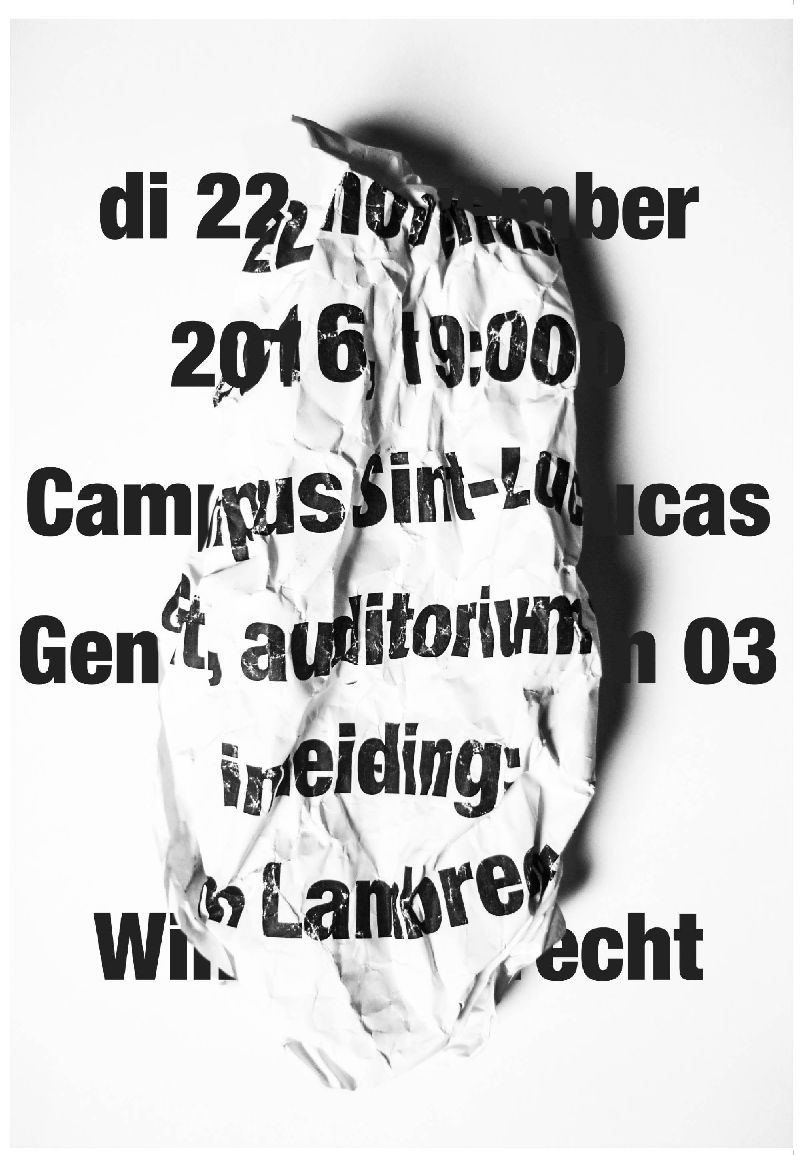 di 22 november
2016, 19:00
Campus Sint-Lucas
Gent, auditorium 03
inleiding:
Wim Lambrecht